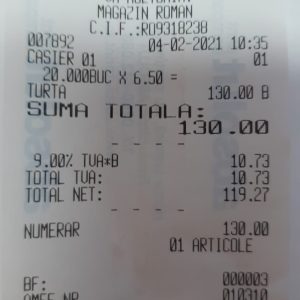 MAGAZIN ROMAN
C.I.F.:RO9318238
007892 04-02-2021 10:35
CASIER 01 01
20.000BUC X 6.50 =
TURTA 130.00 B
SUMA TOTALA:
130.00
- - - -
9.00% TVA*B 10.73
TOTAL TVA: 10.73
TOTAL NET: 119.27
- - - -
NUMERAR 130.00
01 ARTICOLE
- - - -
BF: 000003
010310